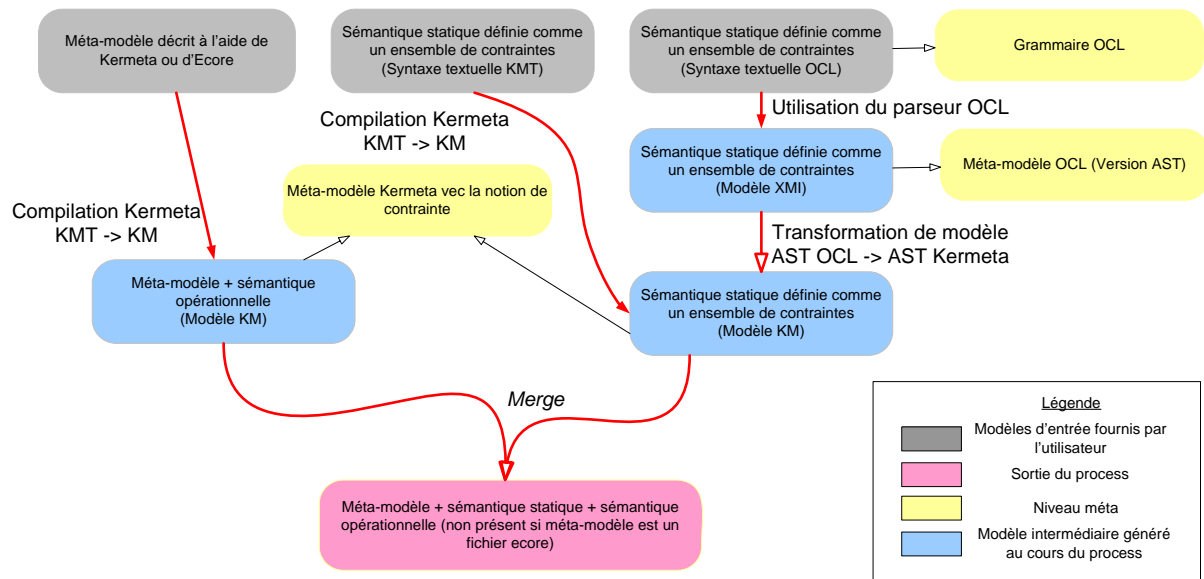 Méta-modèle décrit à l'aide de
Kermeta ou d'Ecore
Sémantique statique définie comme
un ensemble de contraintes
(Syntaxe textuelle KMT)
Sémantique statique définie comme
un ensemble de contraintes
(Syntaxe textuelle OCL)
Grammaire OCL
Utilisation du parseur OCL
Compilation Kermeta
KMT -> KM
Sémantique statique définie comme
un ensemble de contraintes
(Modèle XMI)
Méta-modèle OCL (Version AST)
Méta-modèle Kermeta vec la notion de
contrainte
Compilation Kermeta
KMT -> KM
Transformation de modèle
AST OCL -> AST Kermeta
Méta-modèle + sémantique
opérationnelle
(Modèle KM)
Sémantique statique définie comme
un ensemble de contraintes
(Modèle KM)
Merge
Méta-modèle + sémantique statique + sémantique
opérationnelle (non présent si méta-modèle est un
fichier ecore)
Légende
Modèles d'entrée fournis par
l'utilisateur
Sortie du process
Niveau méta
Modèle intermédiaire généré
au cours du process